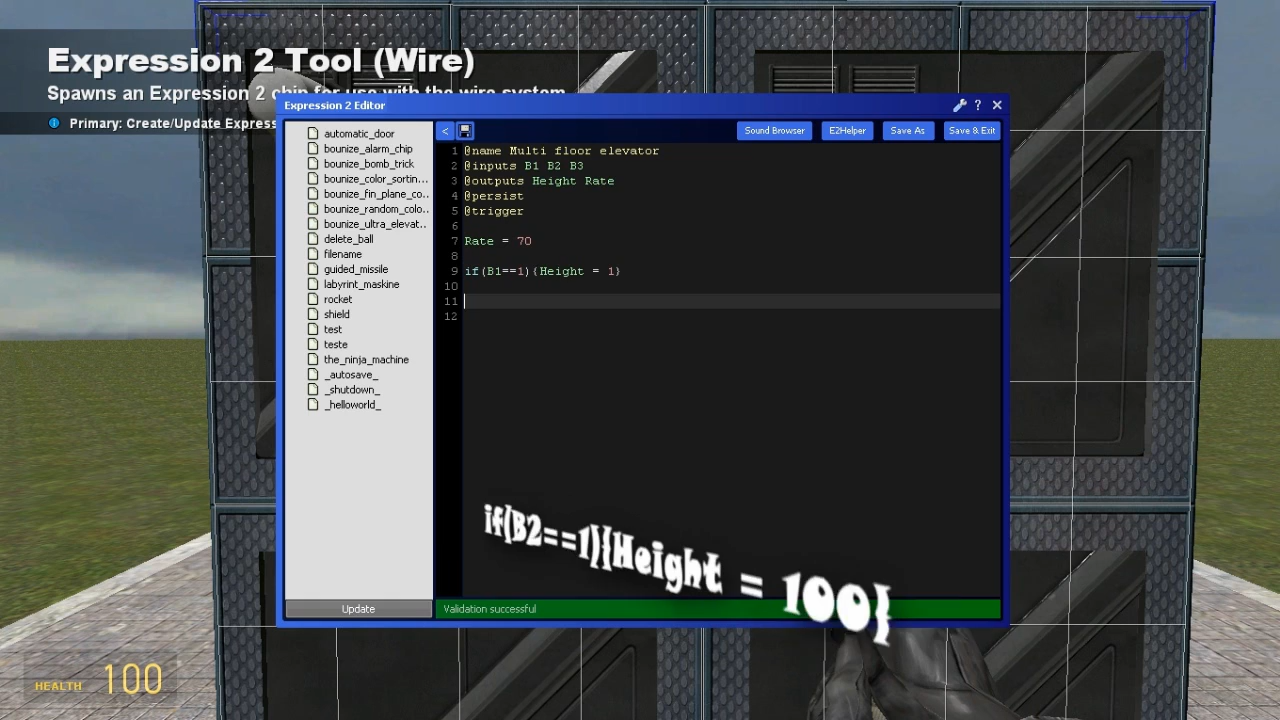 Expression 2 Tool (Wire)
Spawns an Expression 2 chip for use with the wire system
Primary: Create/Update Express
Expression 2 Editor
?
automatic_door
bounize_alarm_chip
bounize_bomb_trick
bounize_color_sortin...
bounize_fin_plane_co..
bounize_random_colo..
bounize_ultra_elevat..
delete_ball
filename
guided_missile
labyrint_maskine
rocket
shield
test
teste
the_ninja_machine
_autosave_
_shutdown_
_helloworld_
Update
<
Sound Browser
E2Helper
Save As
Save & Exit
1 @name Multi floor elevator
2 @inputs B1 B2 B3
3 @outputs Height Rate
4 @persist
5 @trigger
6
7 Rate = 70
8
9 if(B1==1){Height = 1}
10
11
12
if(B2==1){Height = 100}
Validation successful
HEALTH 100